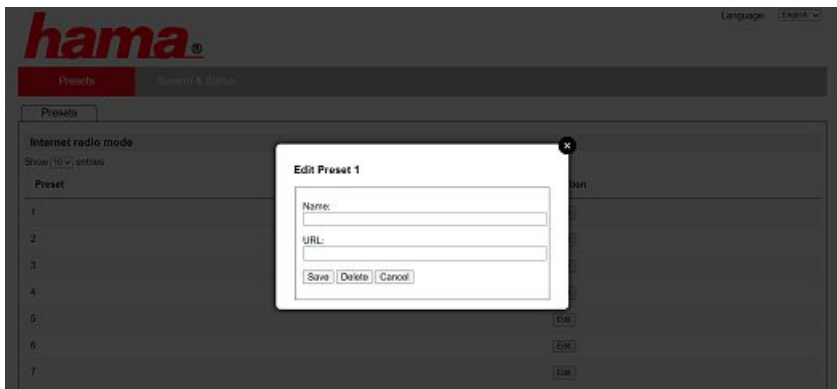 Language: English
hama®
Presets System & Status
Presets
Internet radio mode
Show 10 entries
Preset
1
2
3
4
5 Edit
6 Edit
7 Edit
Edit Preset 1
Name:
URL:
Save Delete Cancel